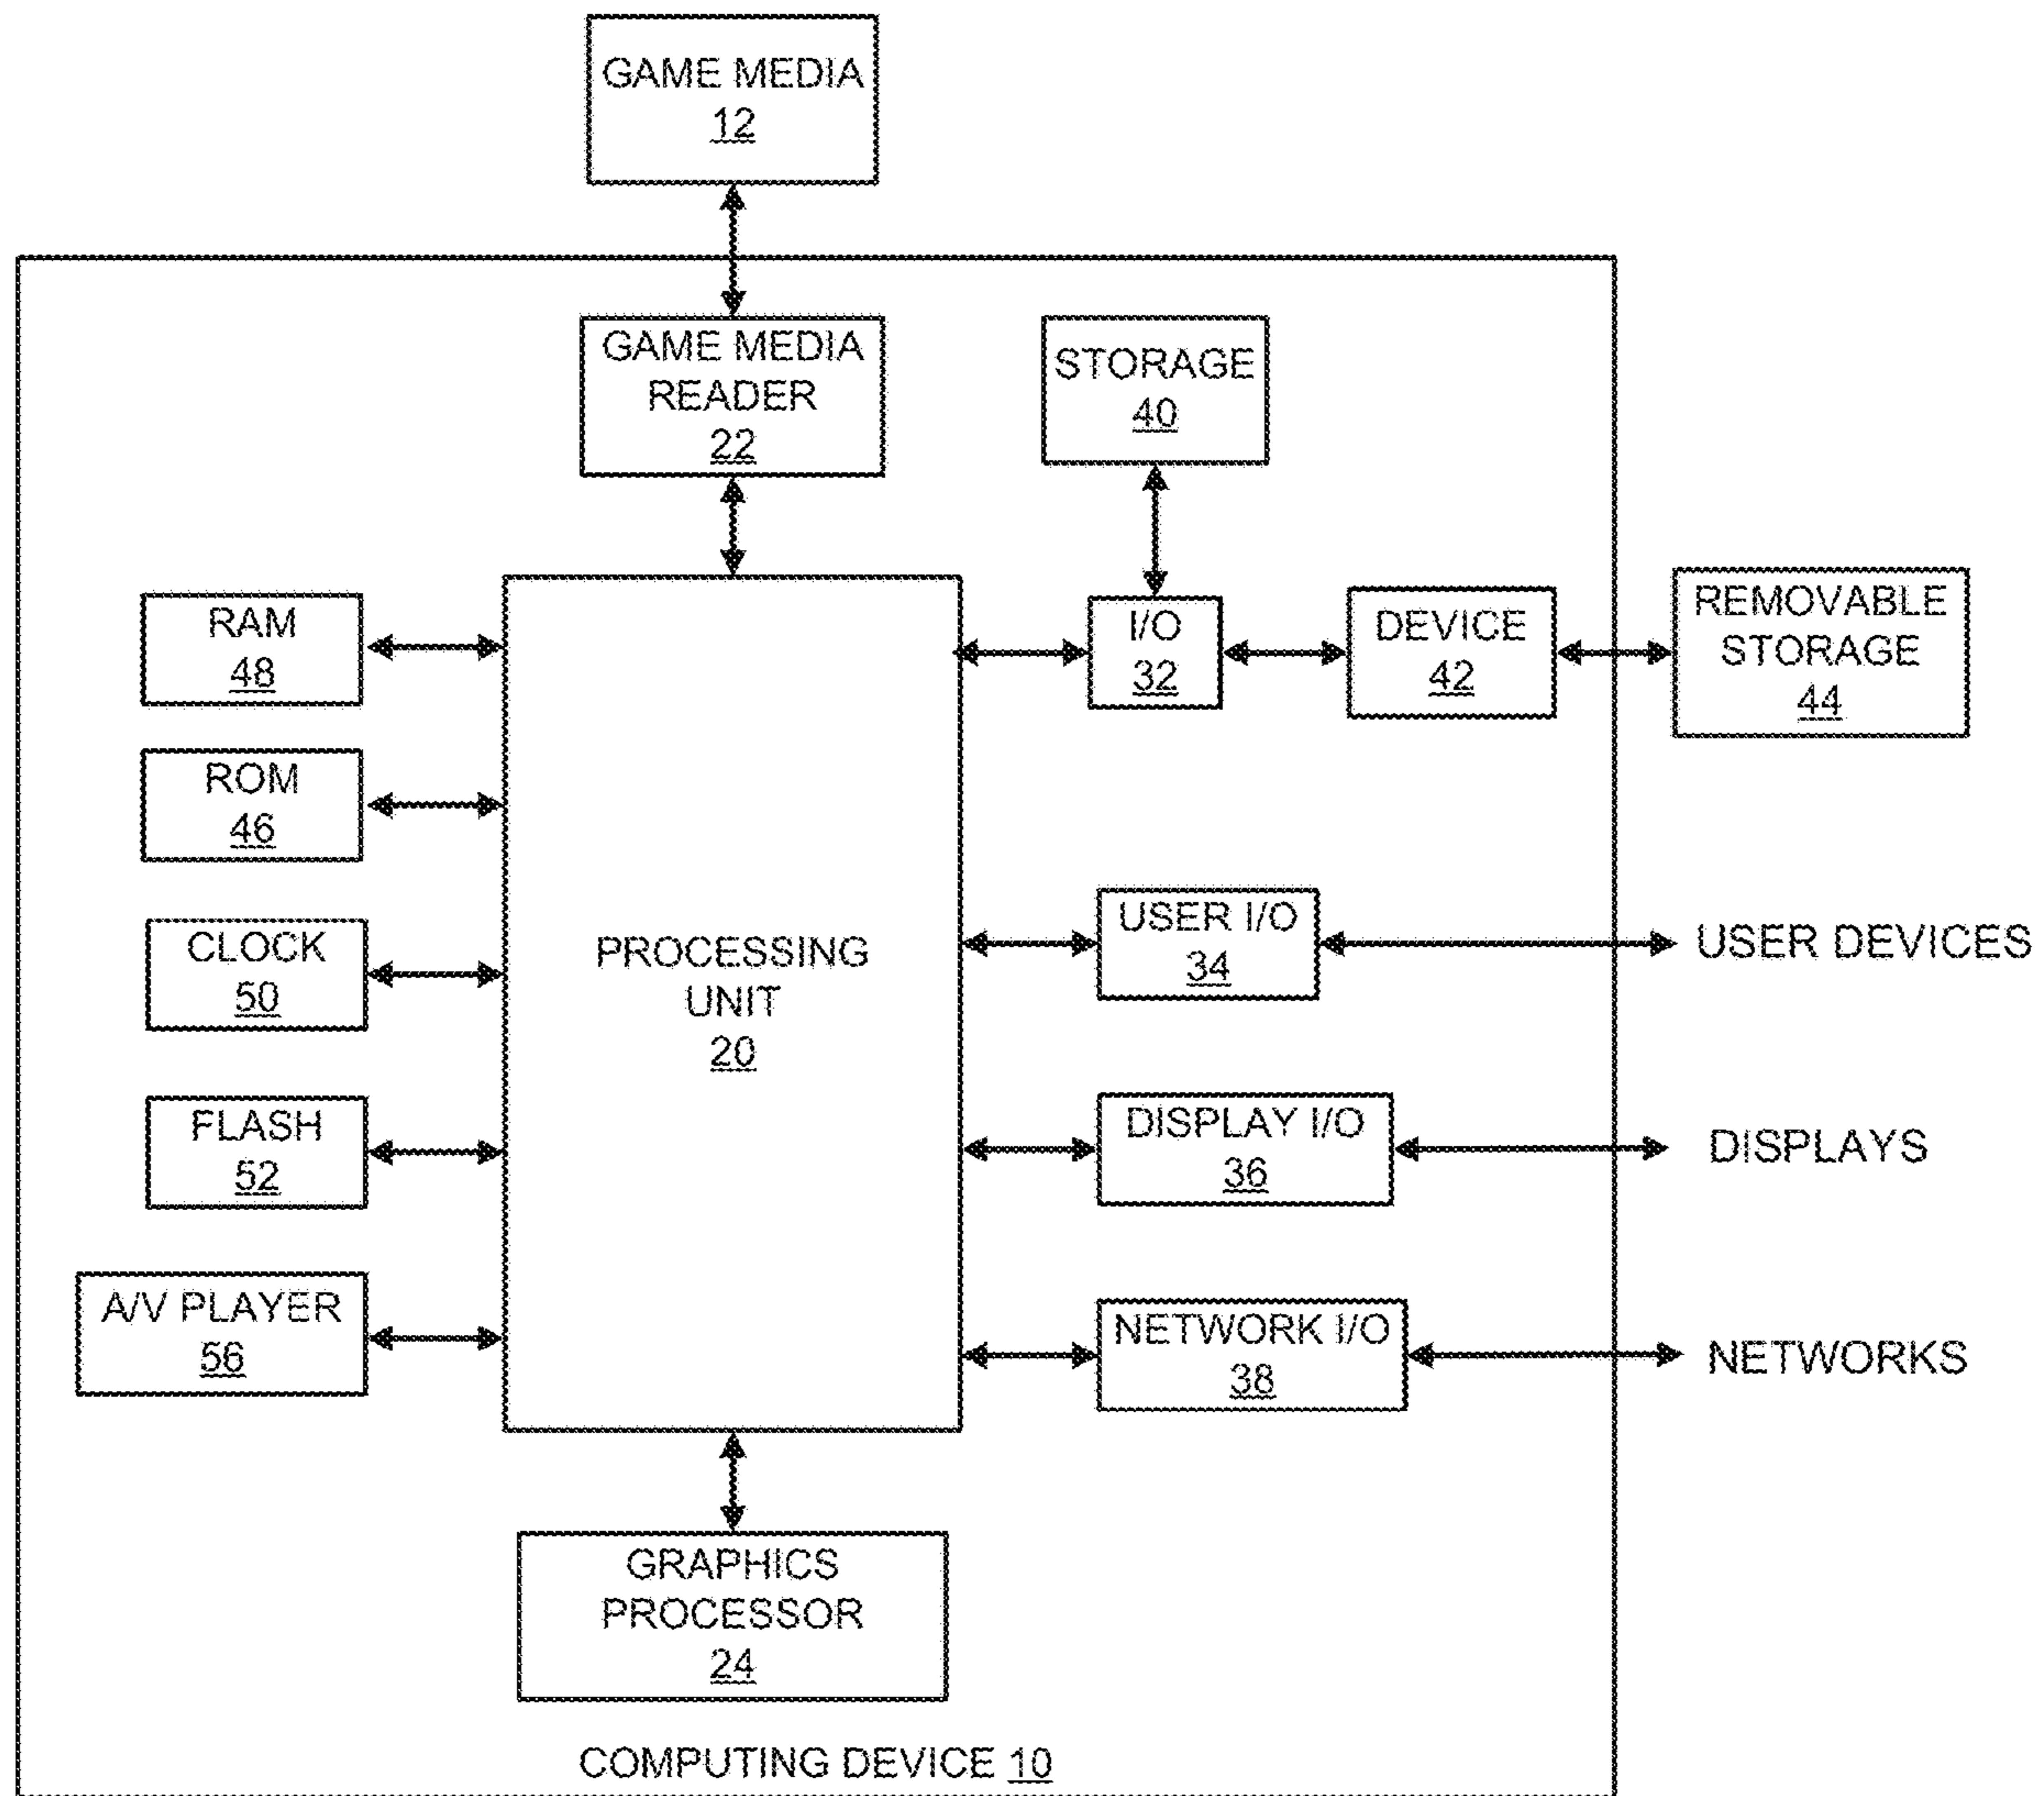 GAME MEDIA
12
GAME MEDIA
READER
22
STORAGE
40
RAM
48
I/O
32
DEVICE
42
REMOVABLE
STORAGE
44
ROM
46
CLOCK
50
PROCESSING
UNIT
20
USER I/O
34
USER DEVICES
FLASH
52
DISPLAY I/O
36
DISPLAYS
A/V PLAYER
56
NETWORK I/O
38
NETWORKS
GRAPHICS
PROCESSOR
24
COMPUTING DEVICE 10